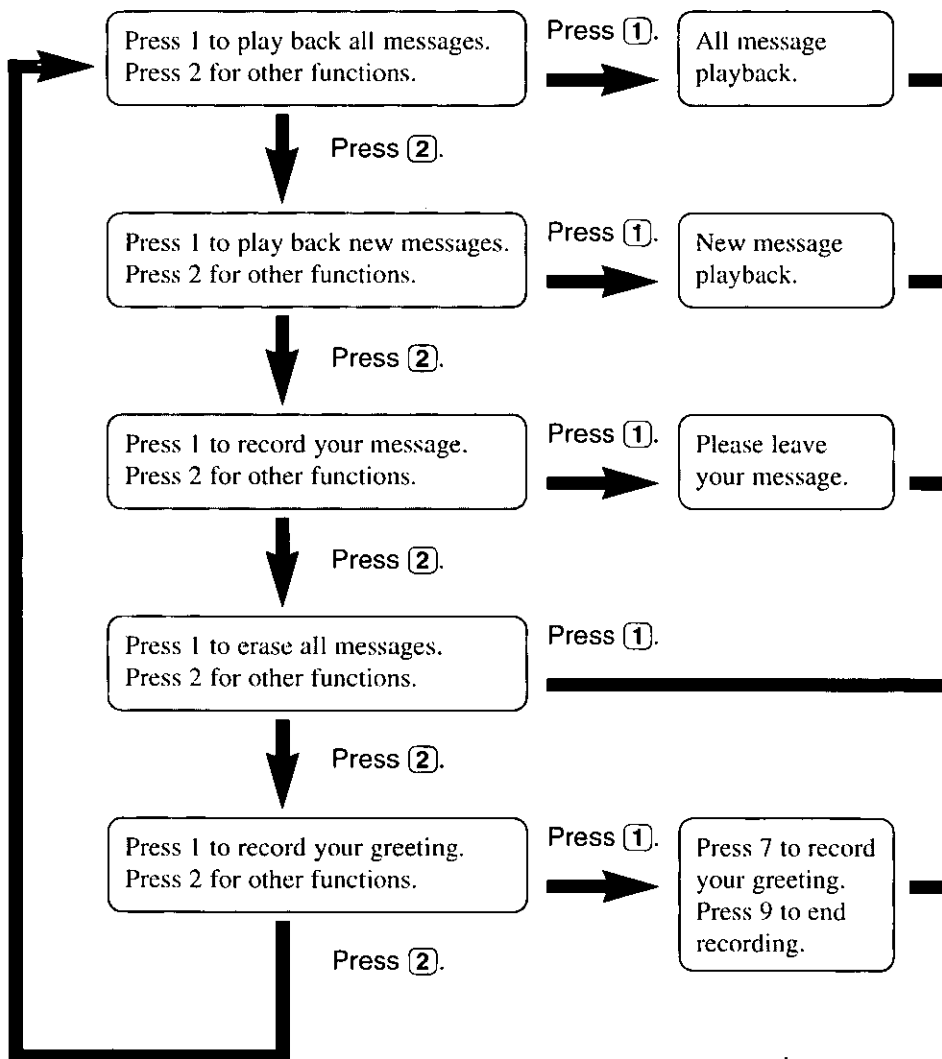 Press 1 to play back all messages.
Press 2 for other functions.
Press 1.
All message
playback.
Press 2.
Press 1 to play back new messages.
Press 2 for other functions.
Press 1.
New message
playback.
Press 2.
Press 1 to record your message.
Press 2 for other functions.
Press 1.
Please leave
your message.
Press 2.
Press 1 to erase all messages.
Press 2 for other functions.
Press 1.
Press 2.
Press 1 to record your greeting.
Press 2 for other functions.
Press 1.
Press 7 to record
your greeting.
Press 9 to end
recording.
Press 2.